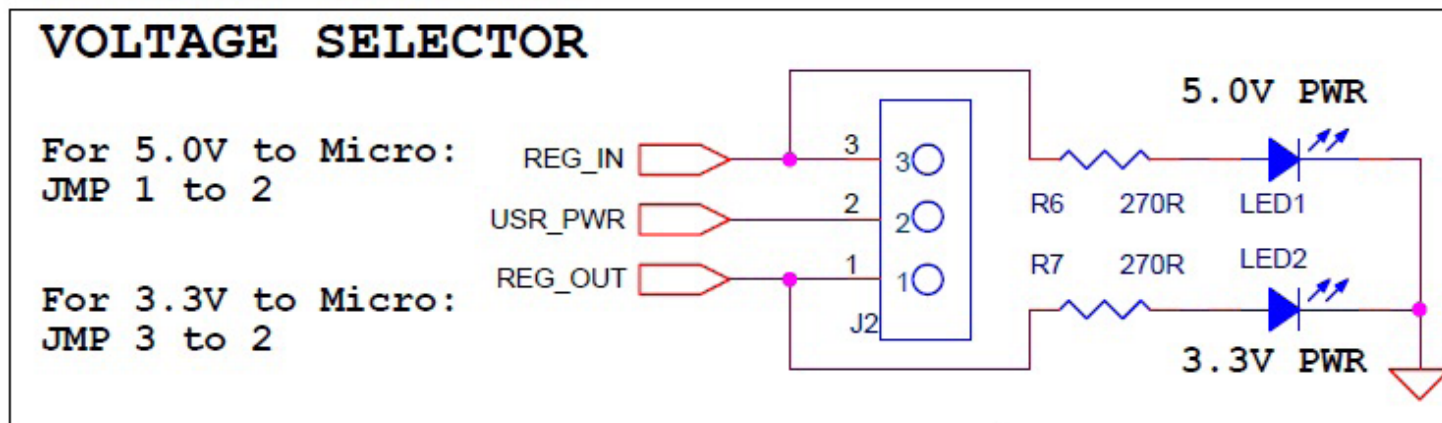 VOLTAGE SELECTOR
For 5.0V to Micro:
JMP 1 to 2
For 3.3V to Micro:
JMP 3 to 2
REG_IN
USR_PWR
REG_OUT
3
2
1
3
2
1
J2
5.0V PWR
R6 270R LED1
R7 270R LED2
3.3V PWR